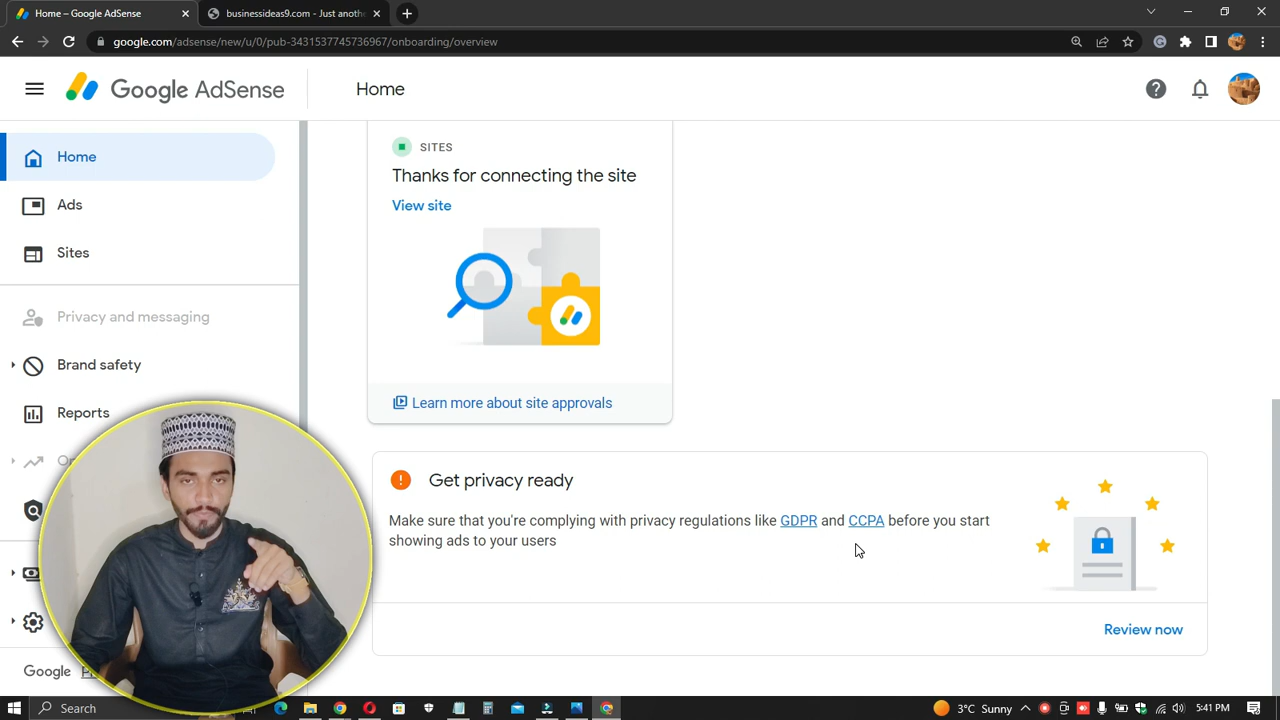 Home – Google AdSense
businessideas9.com - Just anoth
google.com/adsense/new/u/0/pub-3431537745736967/onboarding/overview
Google AdSense
Home
Home
Ads
Sites
Privacy and messaging
Brand safety
Reports
SITES
Thanks for connecting the site
View site
Learn more about site approvals
Get privacy ready
Make sure that you're complying with privacy regulations like GDPR and CCPA before you start
showing ads to your users
Review now
Google
Search
3°C Sunny
5:41 PM